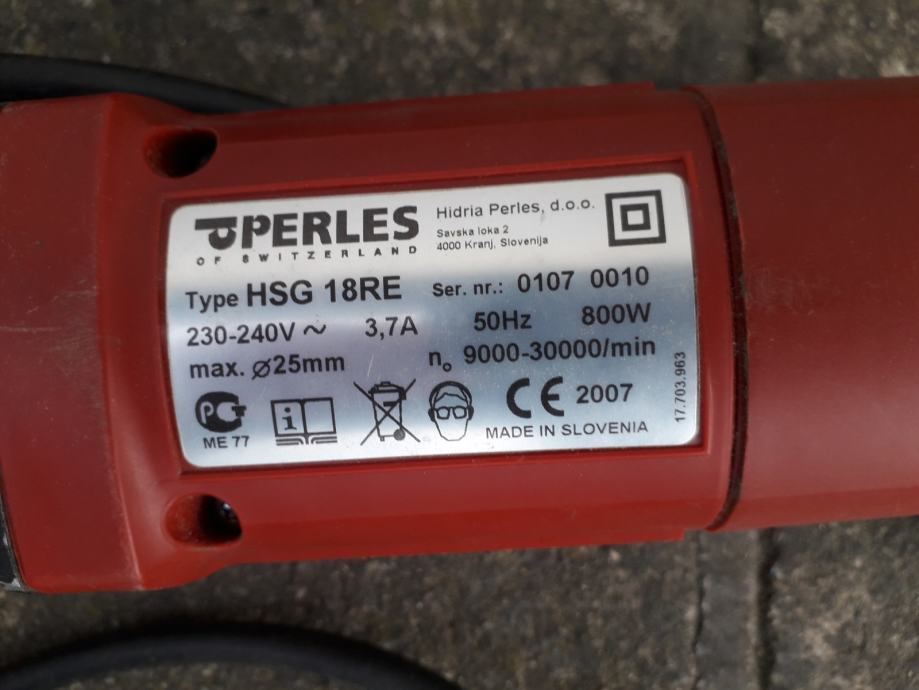 PERLES
OF SWITZERLAND
Hidria Perles, d.o.o.
Savska loka 2
4000 Kranj, Slovenija
Type HSG 18RE Ser. nr.: 0107 0010
230-240V ~ 3,7A 50Hz 800W
max. ⌀25mm n₀ 9000-30000/min
PG
ME 77
i
CE 2007
MADE IN SLOVENIA
17.703.963